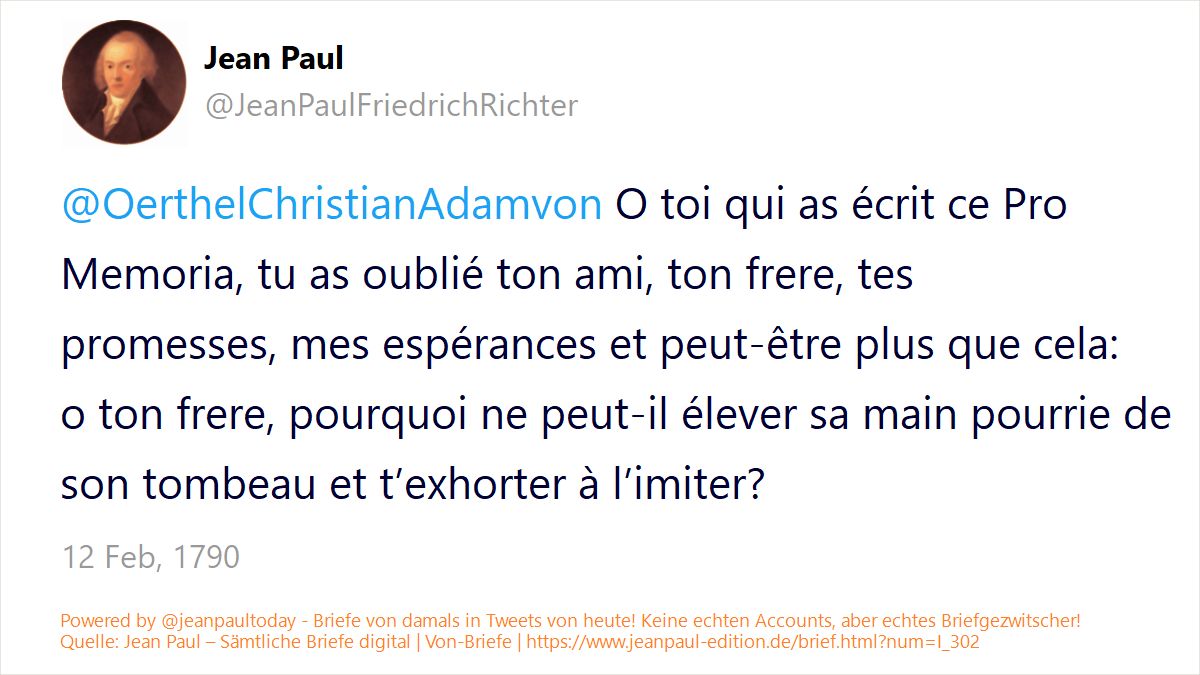 Jean Paul
@JeanPaulFriedrichRichter
@OerthelChristianAdamvon O toi qui as écrit ce Pro
Memoria, tu as oublié ton ami, ton frere, tes
promesses, mes espérances et peut-être plus que cela:
o ton frere, pourquoi ne peut-il élever sa main pourrie de
son tombeau et t’exhorter à l’imiter?
12 Feb, 1790
Powered by @jeanpaultoday - Briefe von damals in Tweets von heute! Keine echten Accounts, aber echtes Briefgezwitscher!
Quelle: Jean Paul – Sämtliche Briefe digital | Von-Briefe | https://www.jeanpaul-edition.de/brief.html?num=I_302